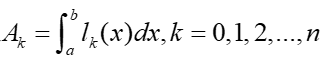 A_k = ∫_a^b l_k(x)dx, k = 0,1,2,...,n